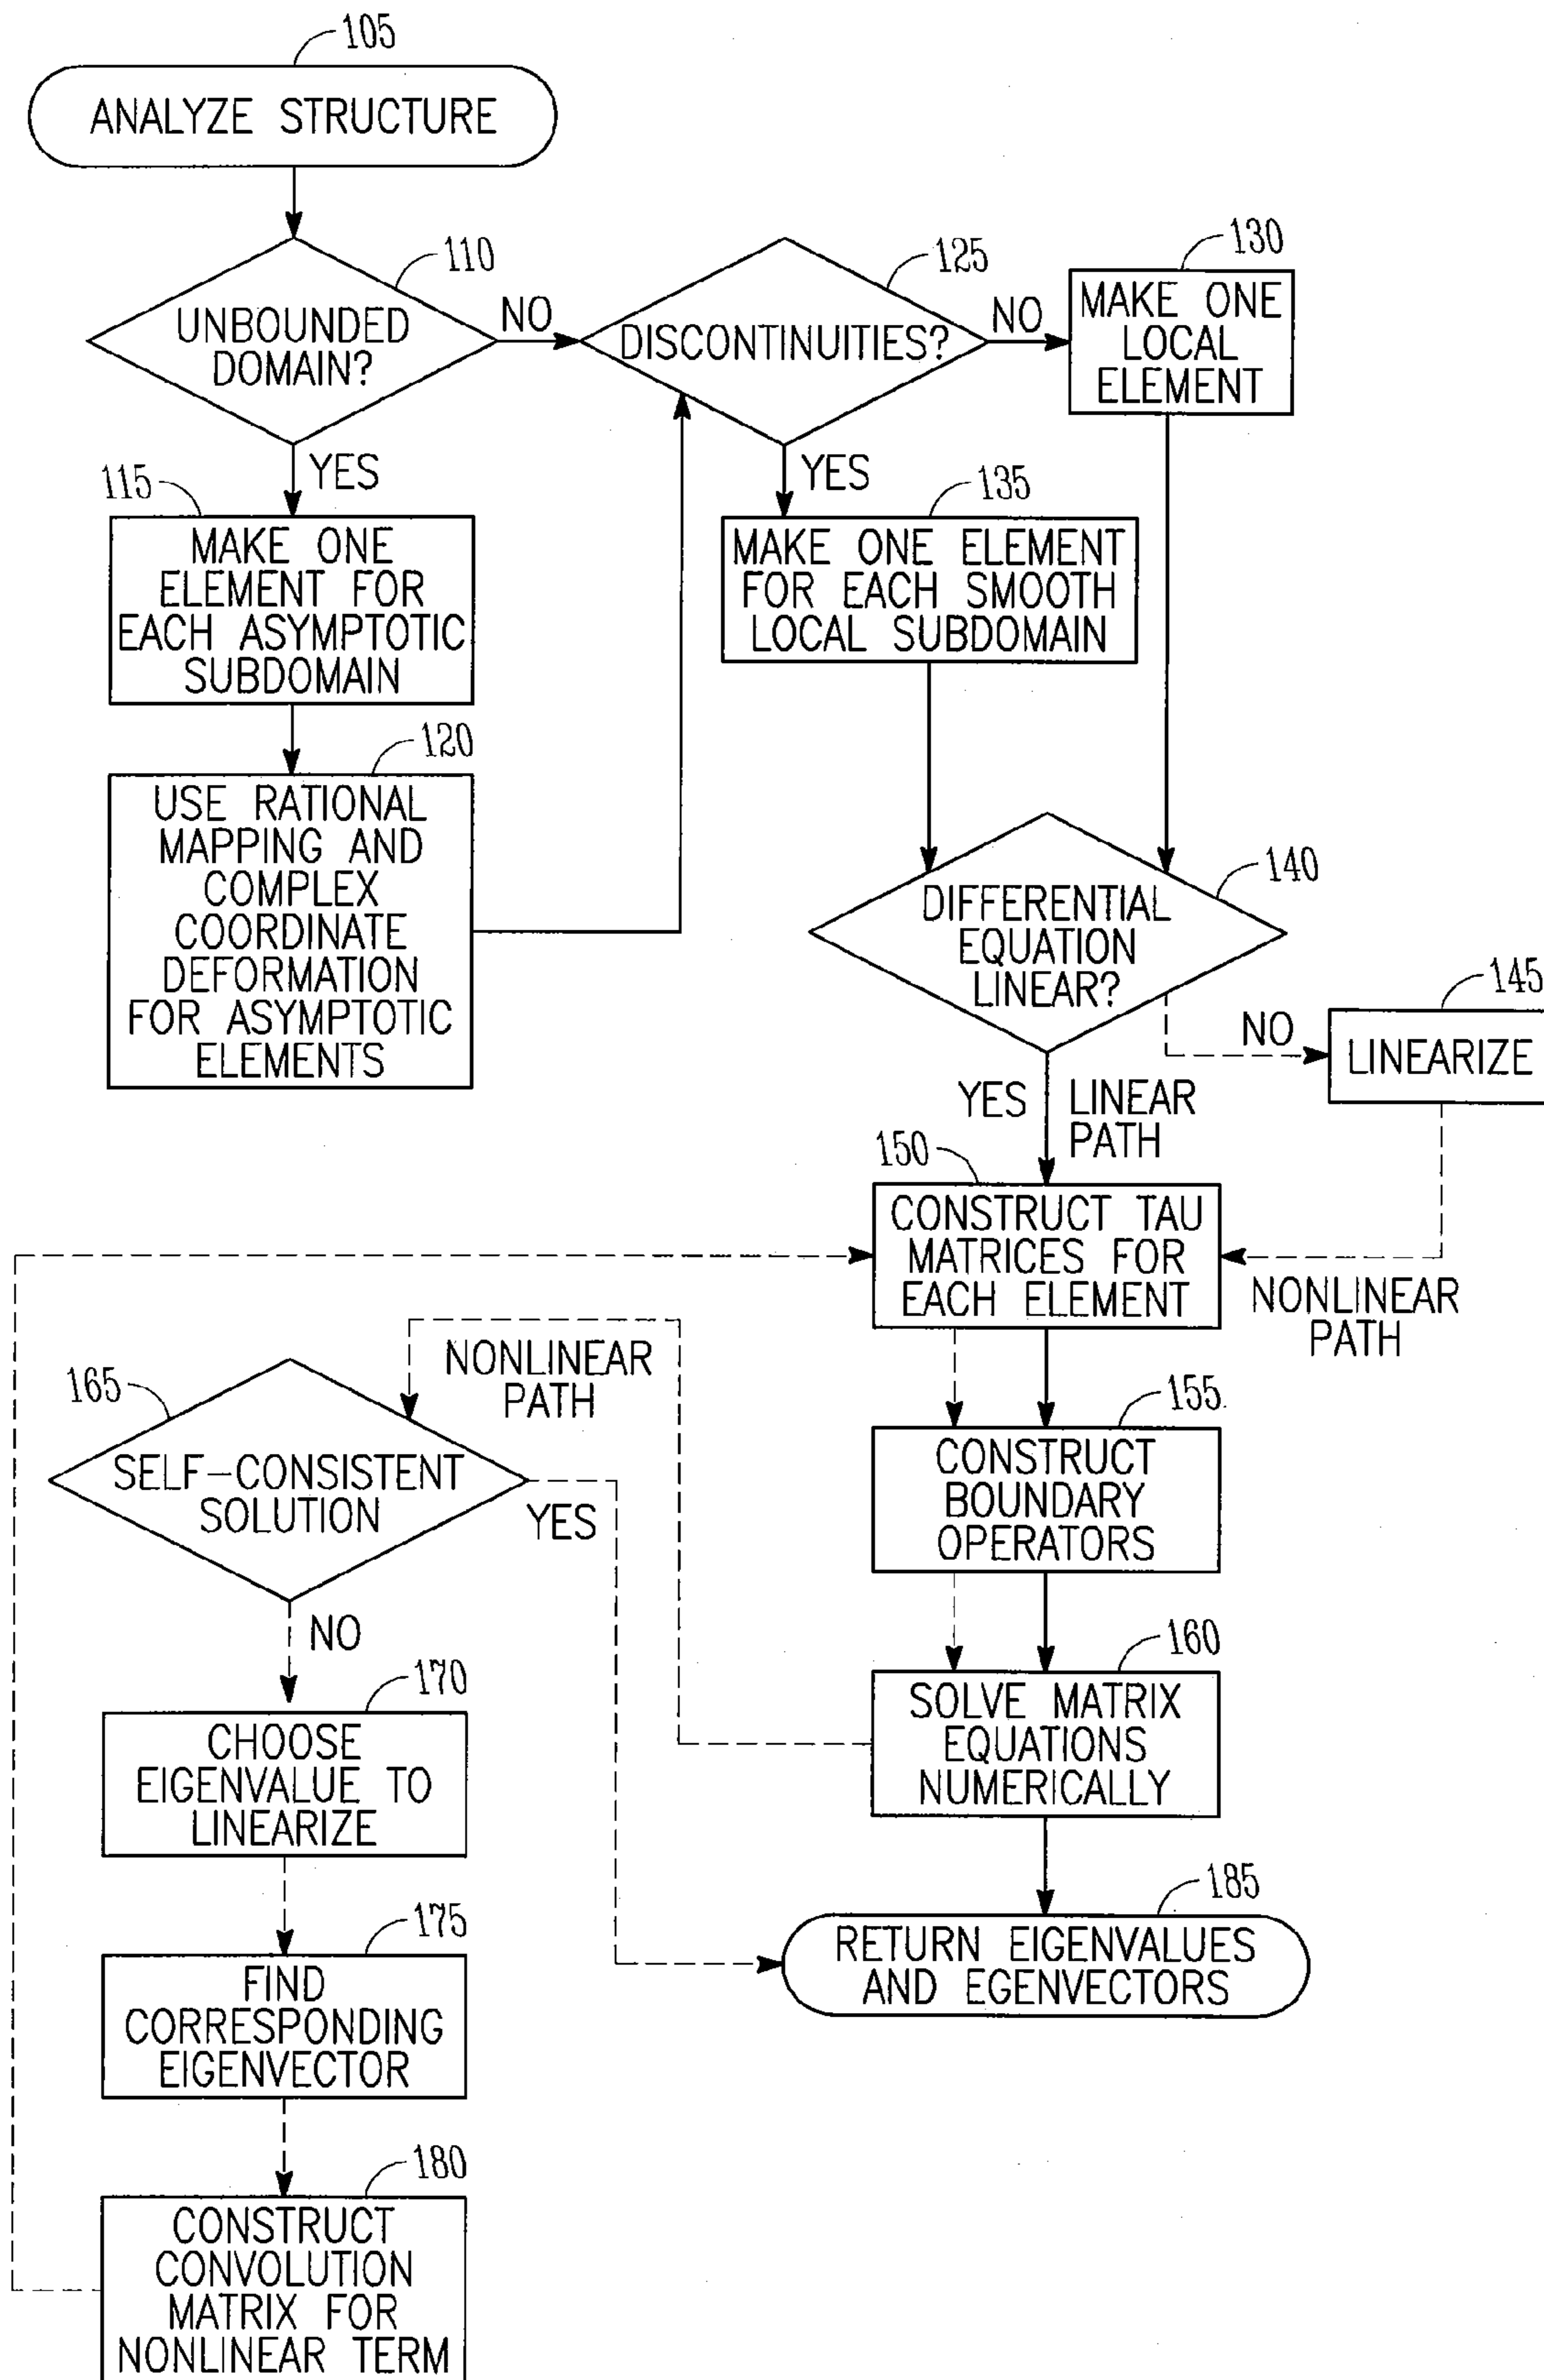 105
ANALYZE STRUCTURE
110
UNBOUNDED
DOMAIN?
NO
125
DISCONTINUITIES?
NO
130
MAKE ONE
LOCAL
ELEMENT
YES
115
MAKE ONE
ELEMENT FOR
EACH ASYMPTOTIC
SUBDOMAIN
YES
135
MAKE ONE ELEMENT
FOR EACH SMOOTH
LOCAL SUBDOMAIN
120
USE RATIONAL
MAPPING AND
COMPLEX
COORDINATE
DEFORMATION
FOR ASYMPTOTIC
ELEMENTS
140
DIFFERENTIAL
EQUATION
LINEAR?
NO
145
LINEARIZE
YES
LINEAR
PATH
150
CONSTRUCT TAU
MATRICES FOR
EACH ELEMENT
NONLINEAR
PATH
NONLINEAR
PATH
165
SELF-CONSISTENT
SOLUTION
YES
155
CONSTRUCT
BOUNDARY
OPERATORS
NO
160
SOLVE MATRIX
EQUATIONS
NUMERICALLY
170
CHOOSE
EIGENVALUE TO
LINEARIZE
185
RETURN EIGENVALUES
AND EGENVECTORS
175
FIND
CORRESPONDING
EIGENVECTOR
180
CONSTRUCT
CONVOLUTION
MATRIX FOR
NONLINEAR TERM